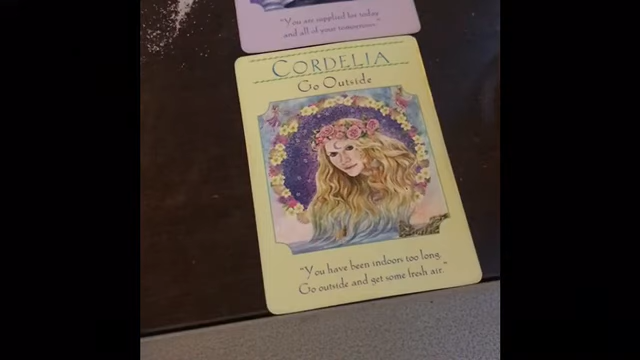 "You are supplied for today
and all of your tomorrows."
CORDELIA
Go Outside
"You have been indoors too long.
Go outside and get some fresh air."